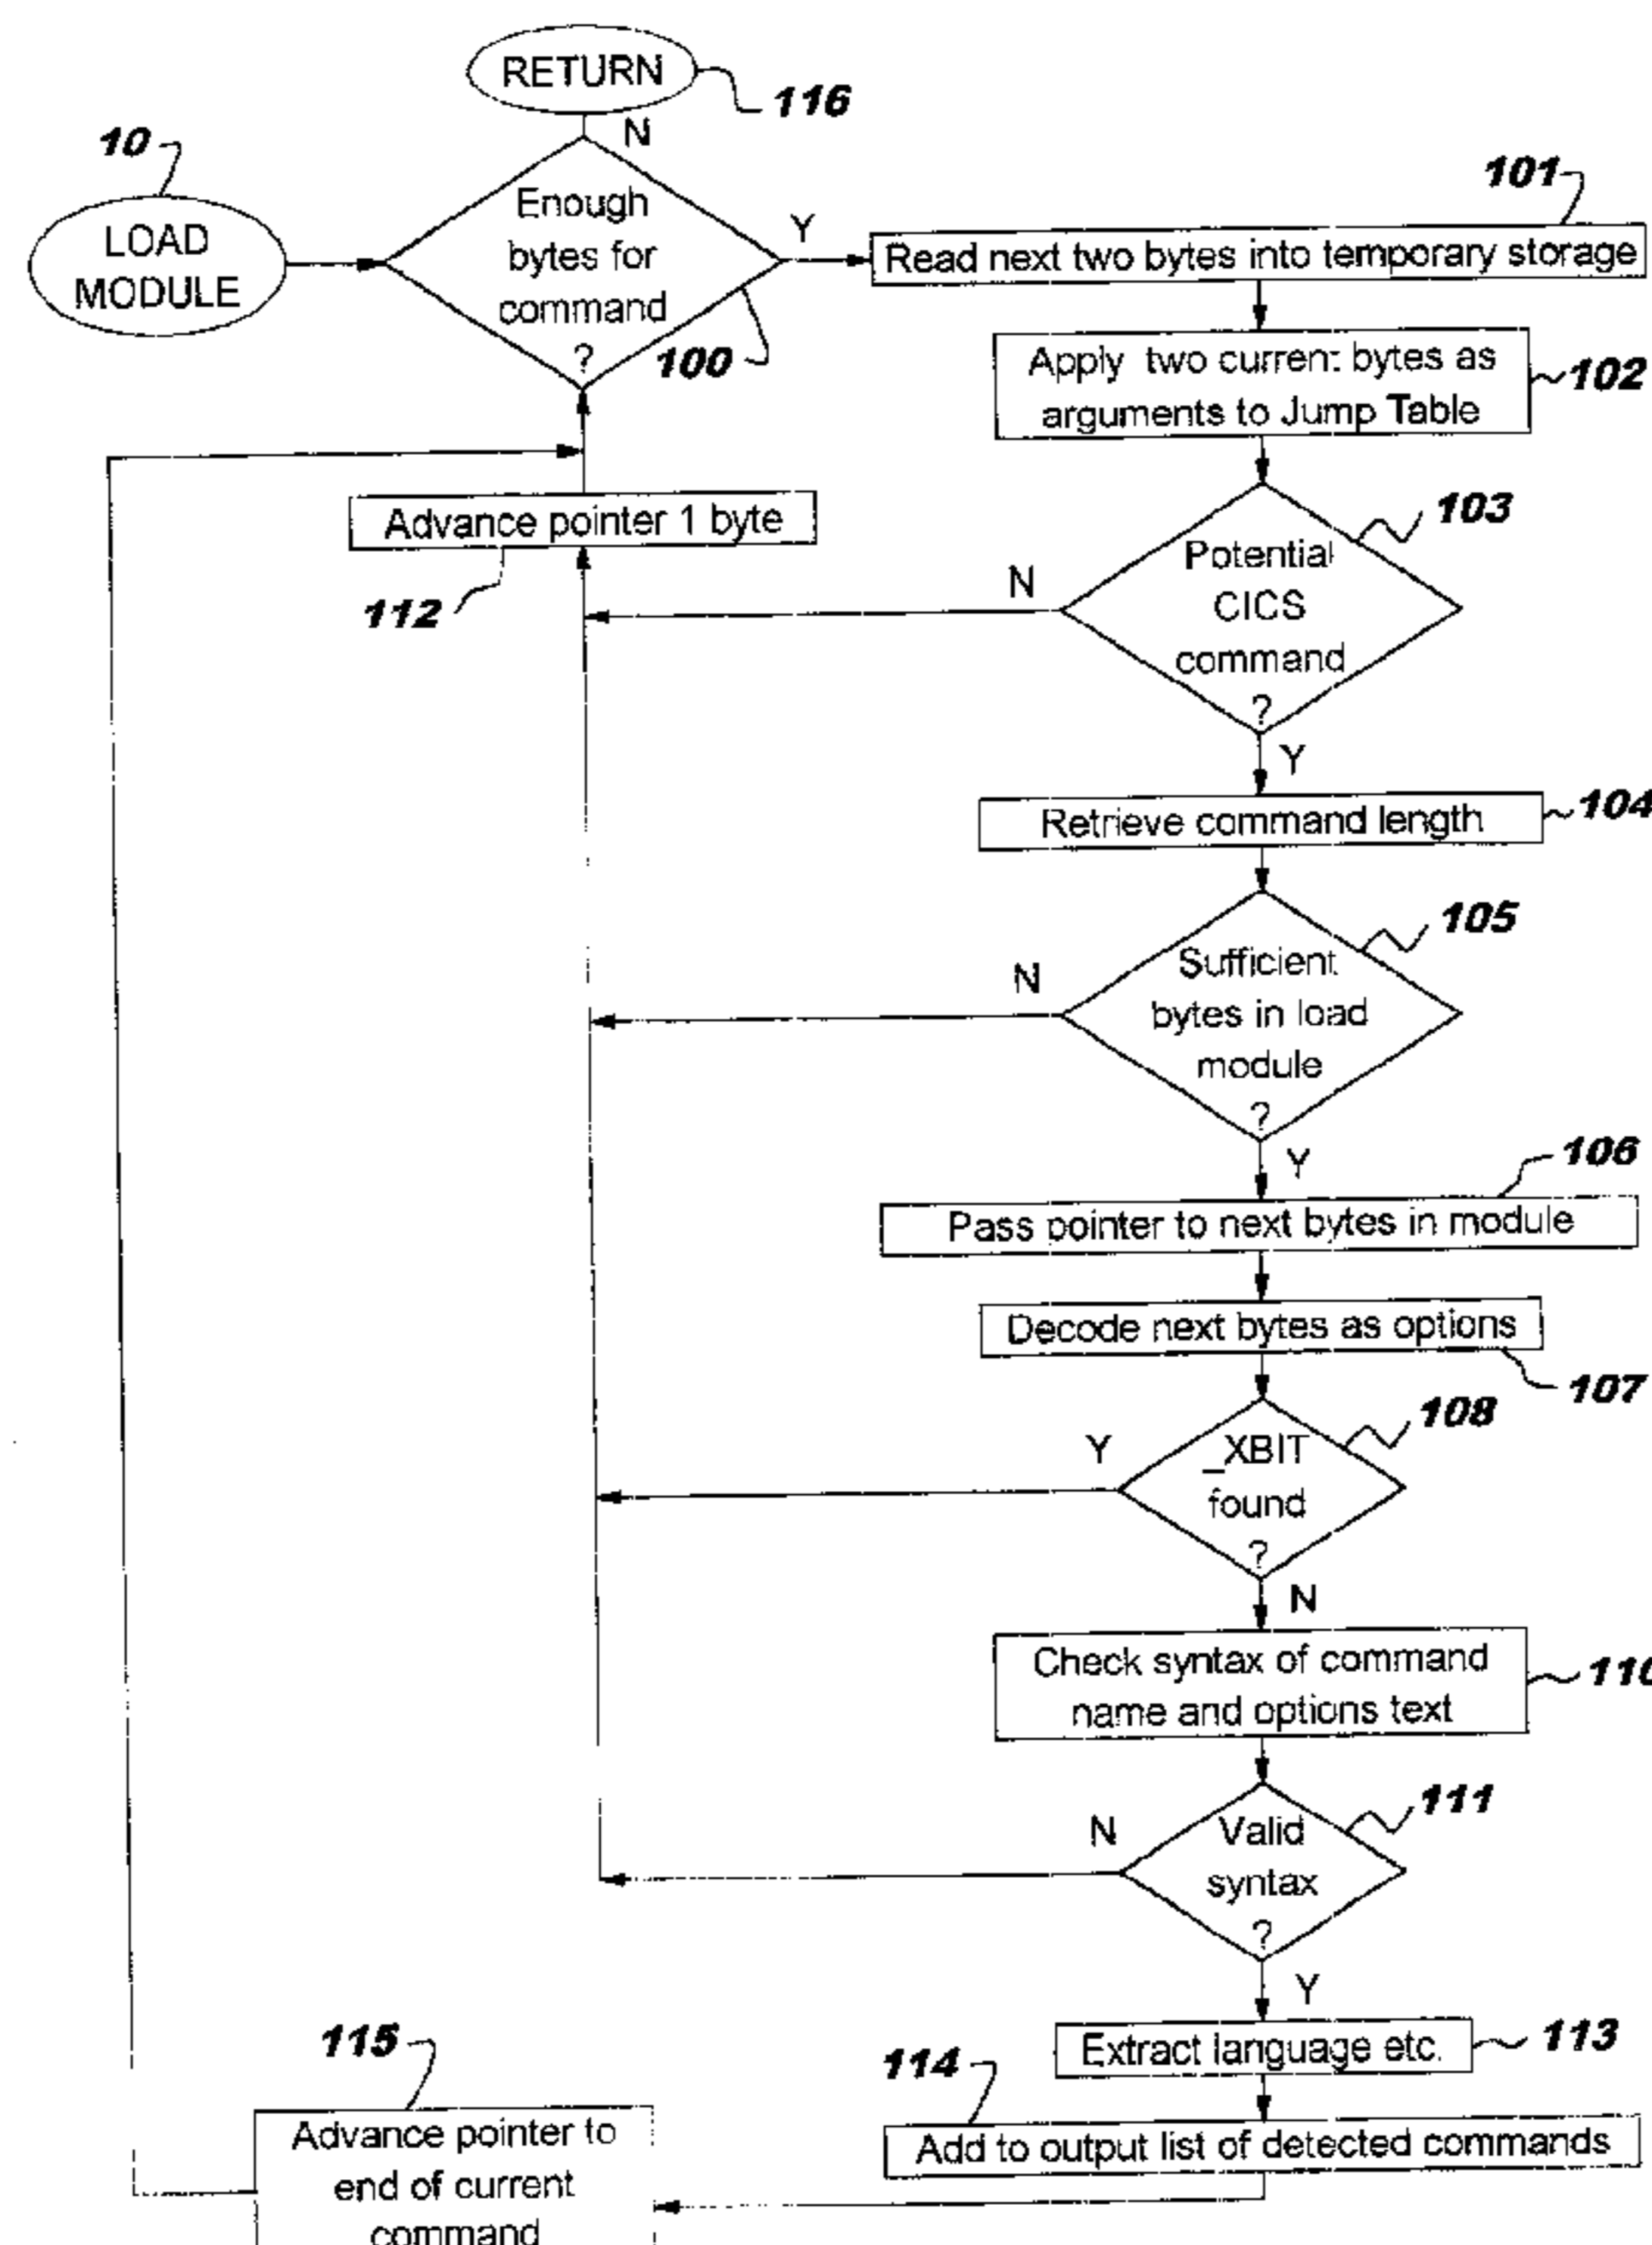 RETURN
116
N
10
LOAD
MODULE
Enough
bytes for
command
?
100
Y
101
Read next two bytes into temporary storage
Apply two current bytes as
arguments to Jump Table
102
Advance pointer 1 byte
112
103
Potential
CICS
command
?
N
Y
Retrieve command length
104
105
Sufficient
bytes in load
module
?
N
Y
106
Pass pointer to next bytes in module
Decode next bytes as options
107
108
_XBIT
found
?
Y
N
Check syntax of command
name and options text
110
111
Valid
syntax
?
N
Y
Extract language etc.
113
114
Add to output list of detected commands
115
Advance pointer to
end of current
command